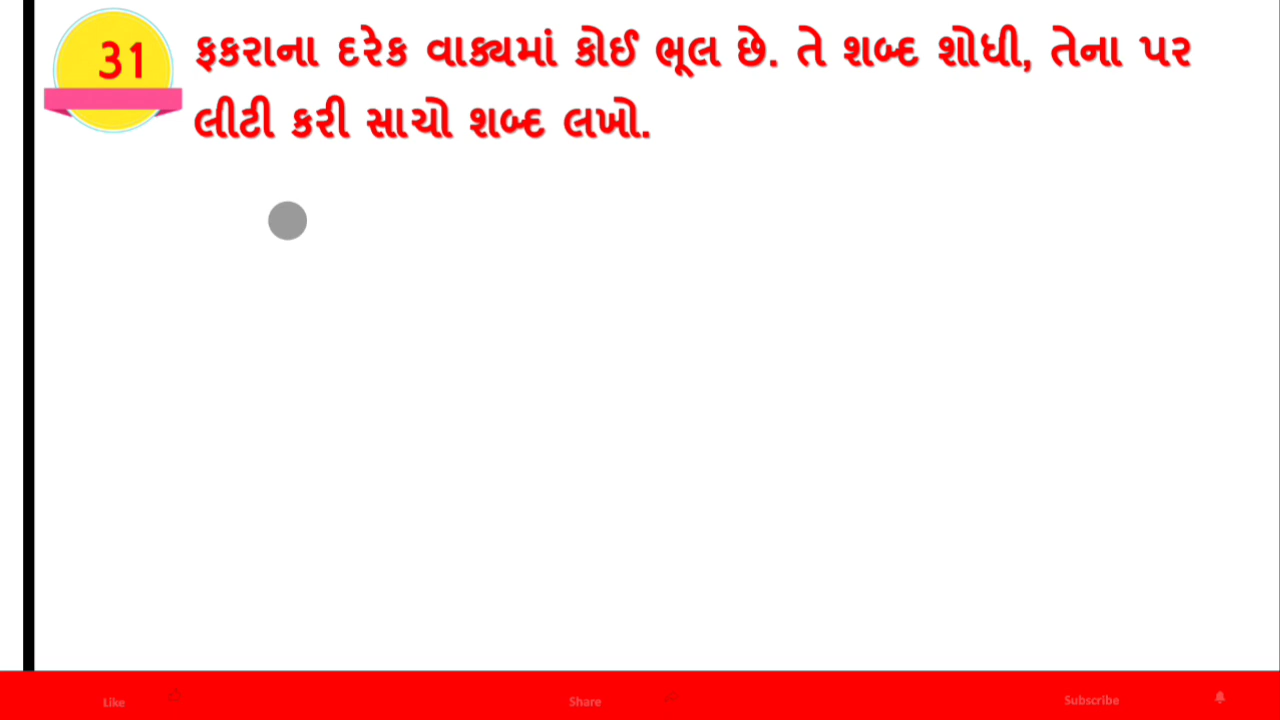 31
ફકરાના દરેક વાક્યમાં કોઈ ભૂલ છે. તે શબ્દ શોધી, તેના પર
લીટી કરી સાચો શબ્દ લખો.
Like Share Subscribe